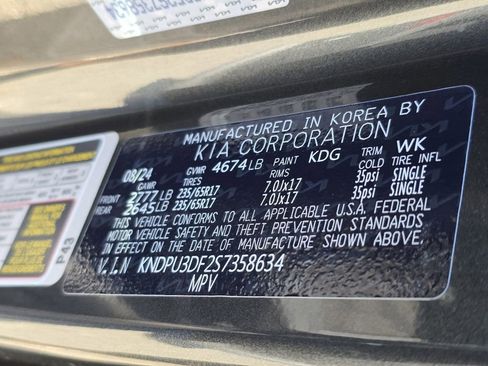 MANUFACTURED IN KOREA BY
KIA CORPORATION
08/24 GVWR 4674LB PAINT KDG TRIM WK
GAWR TIRES RIMS COLD TIRE INFL
FRONT 2777LB 235/65R17 7.0Jx17 35psi SINGLE
REAR 2645LB 235/65R17 7.0Jx17 35psi SINGLE
THIS VEHICLE CONFORMS TO ALL APPLICABLE U.S.A. FEDERAL
MOTOR VEHICLE SAFETY AND THEFT PREVENTION STANDARDS
IN EFFECT ON THE DATE OF MANUFACTURE SHOWN ABOVE.
V.I.N KNDPU3DF2S7358634
MPV
P43